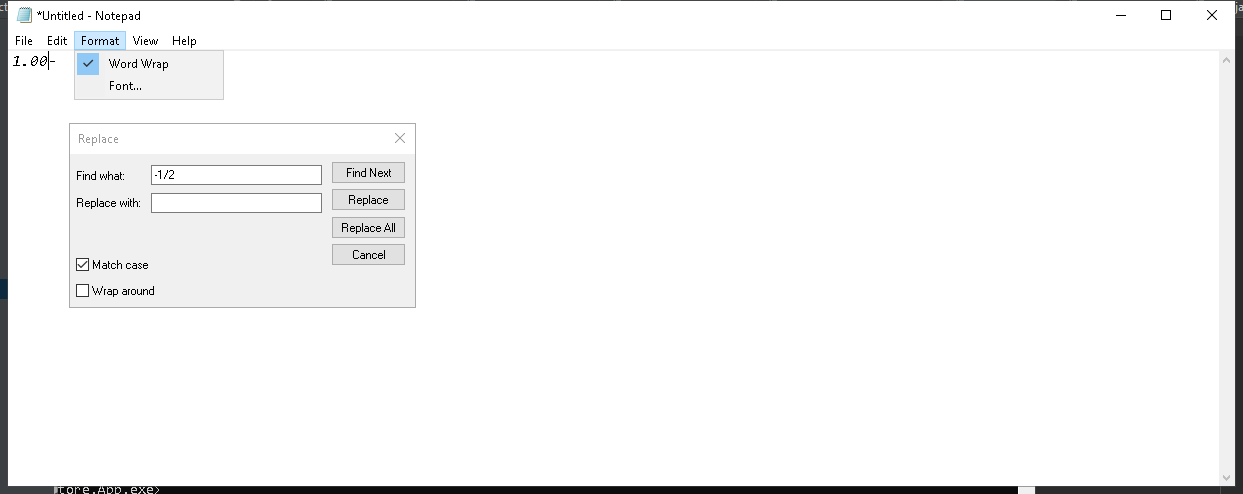 *Untitled - Notepad
File Edit Format View Help
1.00-
Word Wrap
Font...
Replace
Find what: -1/2 Find Next
Replace with: Replace
Replace All
Cancel
Match case
Wrap around
tore.App.exe>